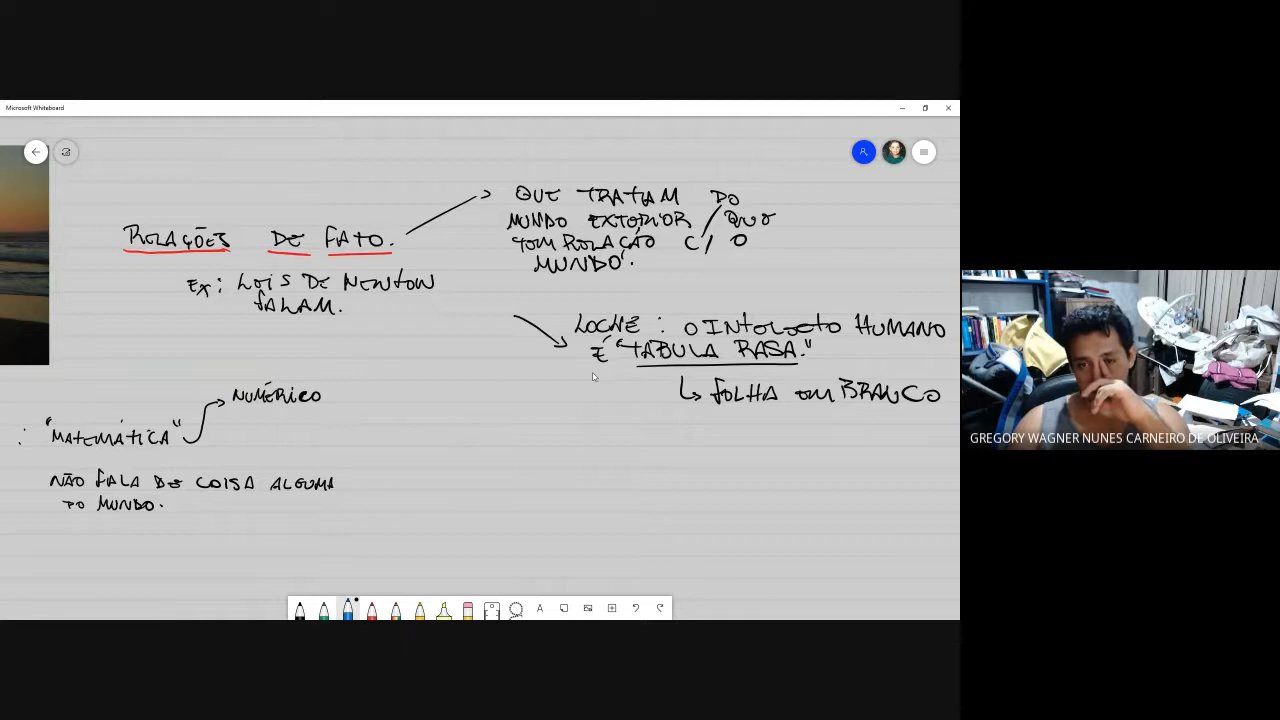 Microsoft Whiteboard
RELAÇÕES DE FATO.
EX: LEIS DE NEWTON
FALAM.
QUE TRATAM DO
MUNDO EXTERIOR / QUE
TEM RELAÇÃO C/ O
MUNDO.
LOCKE: O INTELECTO HUMANO
É "TABULA RASA."
FOLHA EM BRANCO
NUMÉRICO
"MATEMÁTICA"
NÃO FALA DE COISA ALGUMA
DO MUNDO.
GREGORY WAGNER NUNES CARNEIRO DE OLIVEIRA